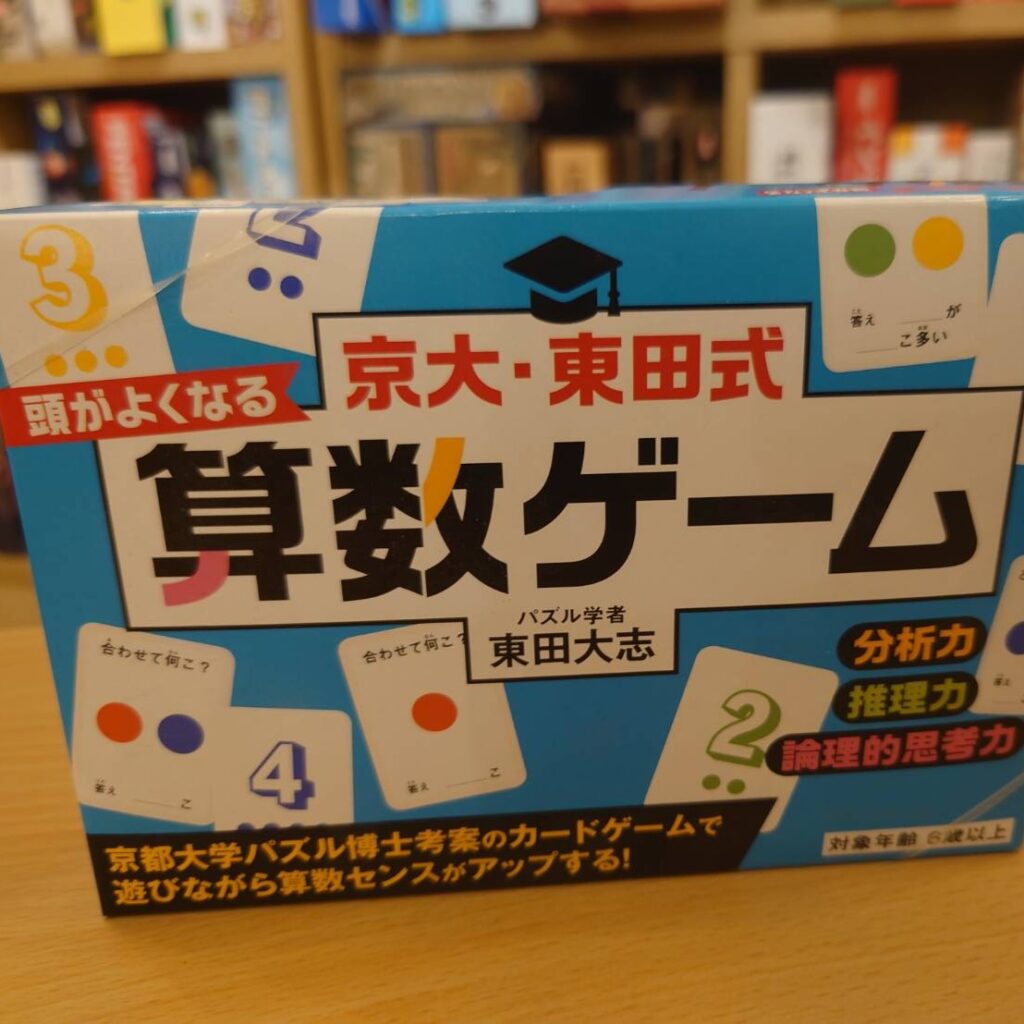 3
2
答え
が
こ多い
京大・東田式
頭がよくなる
算数ゲーム
パズル学者
東田大志
分析力
推理力
論理的思考力
合わせて何こ?
答え こ
4
合わせて何こ?
答え こ
2
答え
京都大学パズル博士考案のカードゲームで
遊びながら算数センスがアップする!
対象年齢 6歳以上